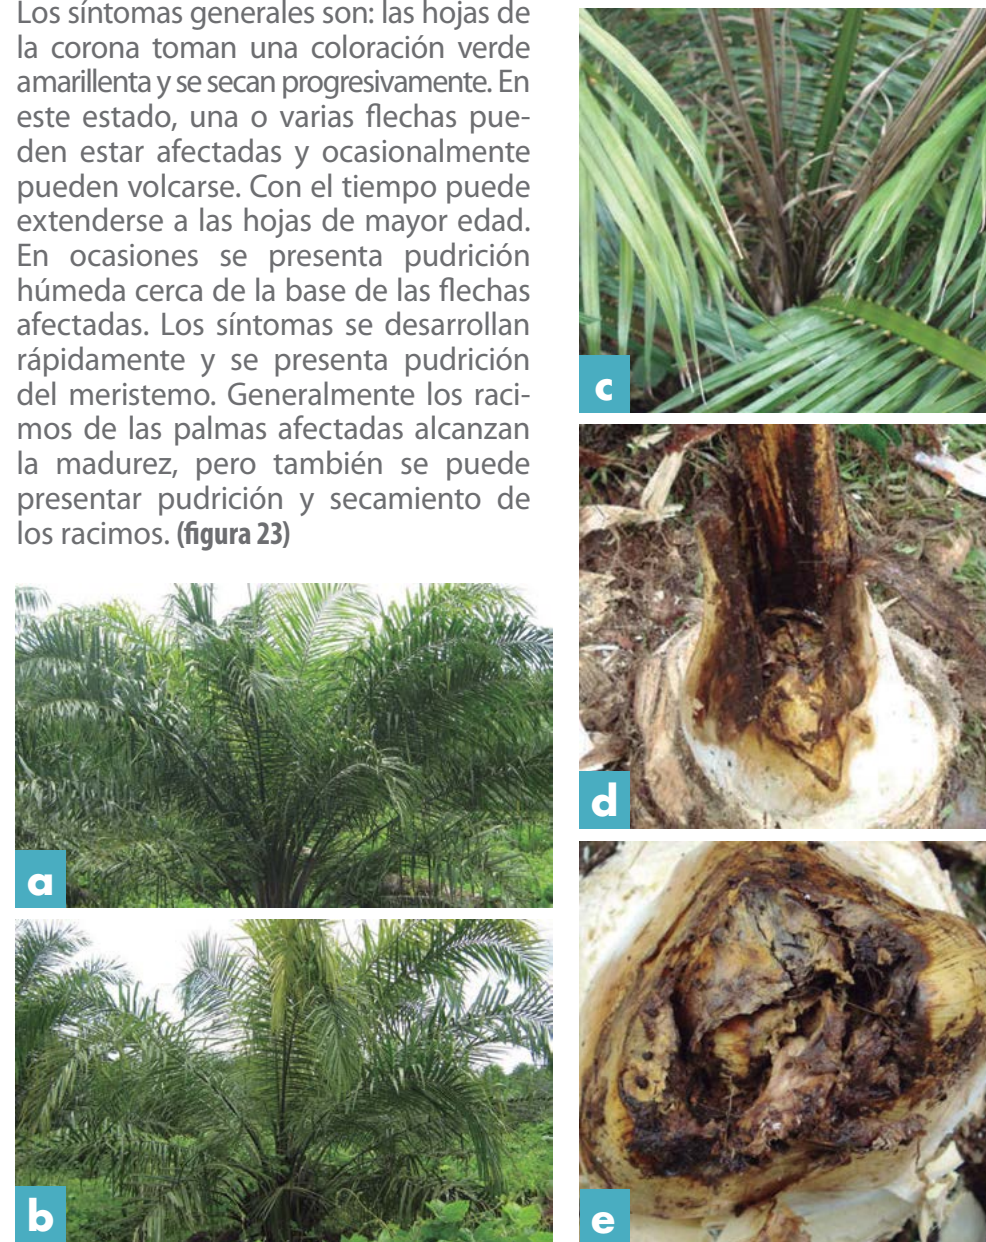 Los síntomas generales son: las hojas de
la corona toman una coloración verde
amarillenta y se secan progresivamente. En
este estado, una o varias flechas pue-
den estar afectadas y ocasionalmente
pueden volcarse. Con el tiempo puede
extenderse a las hojas de mayor edad.
En ocasiones se presenta pudrición
húmeda cerca de la base de las flechas
afectadas. Los síntomas se desarrollan
rápidamente y se presenta pudrición
del meristemo. Generalmente los raci-
mos de las palmas afectadas alcanzan
la madurez, pero también se puede
presentar pudrición y secamiento de
los racimos. (figura 23)
a
b
c
d
e